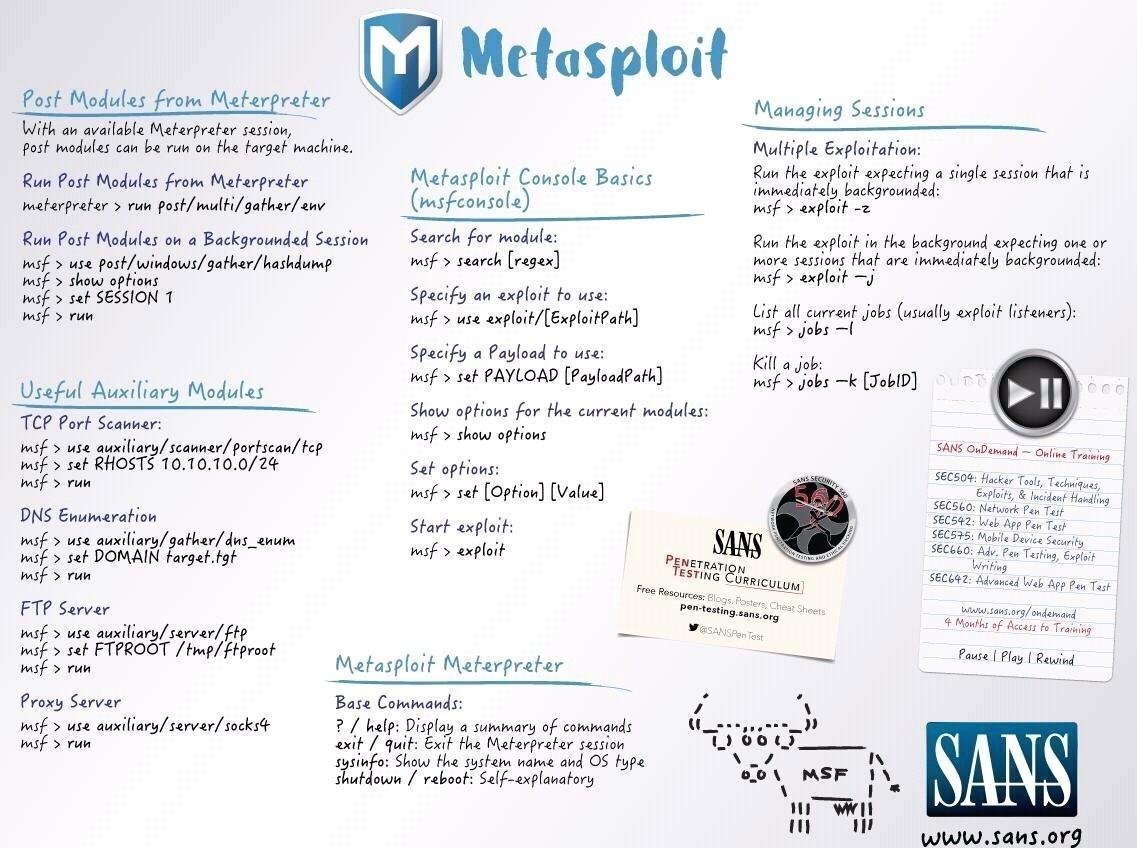 Metasploit
Post Modules from Meterpreter
With an available Meterpreter session,
post modules can be run on the target machine.
Run Post Modules from Meterpreter
meterpreter > run post/multi/gather/env
Run Post Modules on a Backgrounded Session
msf > use post/windows/gather/hashdump
msf > show options
msf > set SESSION 1
msf > run
Useful Auxiliary Modules
TCP Port Scanner:
msf > use auxiliary/scanner/portscan/tcp
msf > set RHOSTS 10.10.10.0/24
msf > run
DNS Enumeration
msf > use auxiliary/gather/dns_enum
msf > set DOMAIN target.tgt
msf > run
FTP Server
msf > use auxiliary/server/ftp
msf > set FTPROOT /tmp/ftproot
msf > run
Proxy Server
msf > use auxiliary/server/socks4
msf > run
Metasploit Console Basics
(msfconsole)
Search for module:
msf > search [regex]
Specify an exploit to use:
msf > use exploit/[ExploitPath]
Specify a Payload to use:
msf > set PAYLOAD [PayloadPath]
Show options for the current modules:
msf > show options
Set options:
msf > set [Option] [Value]
Start exploit:
msf > exploit
Metasploit Meterpreter
Base Commands:
? / help: Display a summary of commands
exit / quit: Exit the Meterpreter session
sysinfo: Show the system name and OS type
shutdown / reboot: Self-explanatory
Managing Sessions
Multiple Exploitation:
Run the exploit expecting a single session that is
immediately backgrounded:
msf > exploit -z
Run the exploit in the background expecting one or
more sessions that are immediately backgrounded:
msf > exploit –j
List all current jobs (usually exploit listeners):
msf > jobs –l
Kill a job:
msf > jobs –k [JobID]
SANS SECURITY 560
560
NETWORK PENETRATION TESTING AND ETHICAL HACKING
SANS
PENETRATION
TESTING CURRICULUM
Free Resources: Blogs, Posters, Cheat Sheets
pen-testing.sans.org
@SANSPenTest
SANS OnDemand – Online Training
SEC504: Hacker Tools, Techniques,
Exploits, & Incident Handling
SEC560: Network Pen Test
SEC542: Web App Pen Test
SEC575: Mobile Device Security
SEC660: Adv. Pen Testing, Exploit
Writing
SEC642: Advanced Web App Pen Test
www.sans.org/ondemand
4 Months of Access to Training
Pause | Play | Rewind
MSF
SANS
www.sans.org